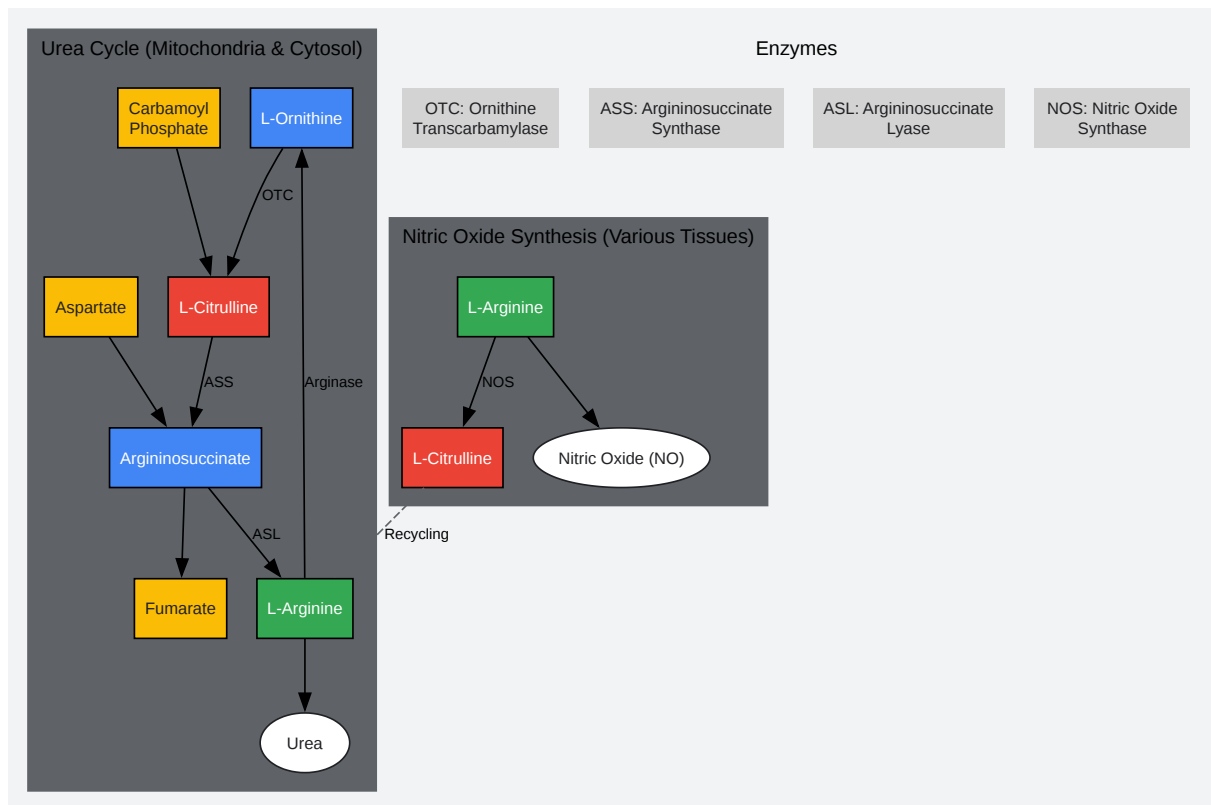 Urea Cycle (Mitochondria & Cytosol)
Carbamoyl
Phosphate
L-Ornithine
OTC
Aspartate
L-Citrulline
ASS
Arginase
Argininosuccinate
ASL
Fumarate
L-Arginine
Urea
Enzymes
OTC: Ornithine
Transcarbamylase
ASS: Argininosuccinate
Synthase
ASL: Argininosuccinate
Lyase
NOS: Nitric Oxide
Synthase
Nitric Oxide Synthesis (Various Tissues)
L-Arginine
NOS
L-Citrulline
Nitric Oxide (NO)
Recycling